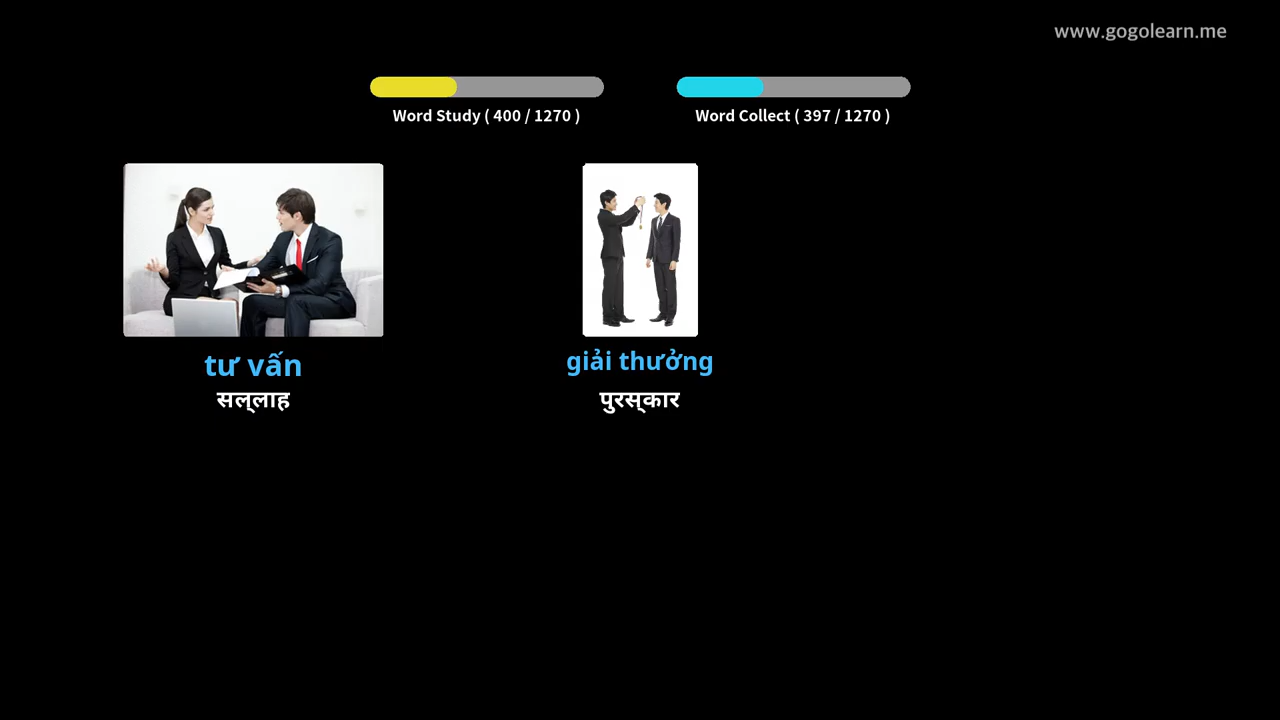 www.gogolearn.me
Word Study ( 400 / 1270 )
Word Collect ( 397 / 1270 )
tư vấn
सल्लाह
giải thưởng
पुरस्कार